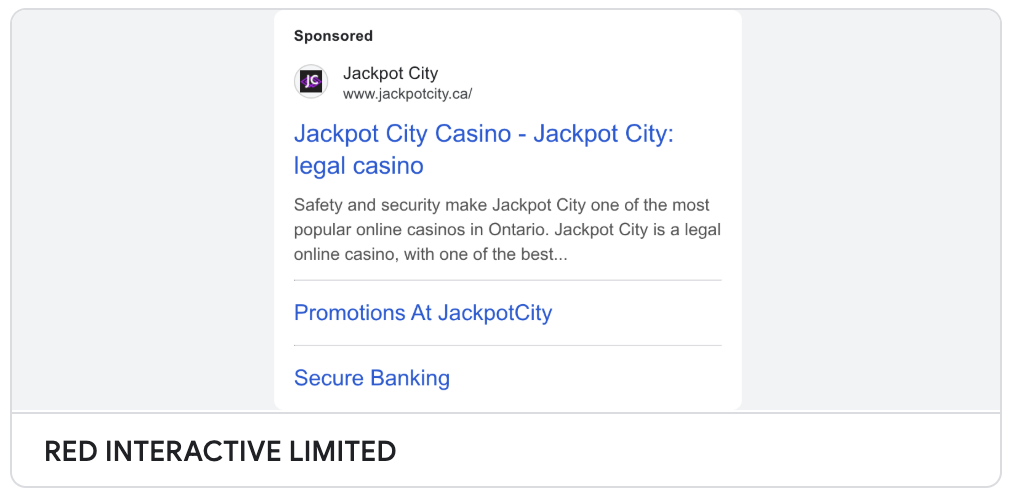 Sponsored
JC
Jackpot City
www.jackpotcity.ca/
Jackpot City Casino - Jackpot City:
legal casino
Safety and security make Jackpot City one of the most
popular online casinos in Ontario. Jackpot City is a legal
online casino, with one of the best...
Promotions At JackpotCity
Secure Banking
RED INTERACTIVE LIMITED